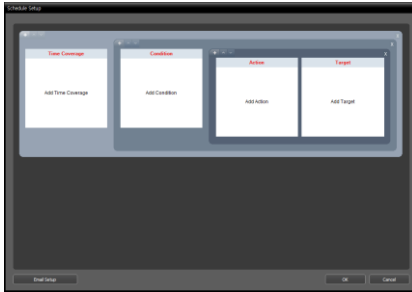 Schedule Setup
Time Coverage
Condition
Action
Target
Add Time Coverage
Add Condition
Add Action
Add Target
Email Setup
OK
Cancel